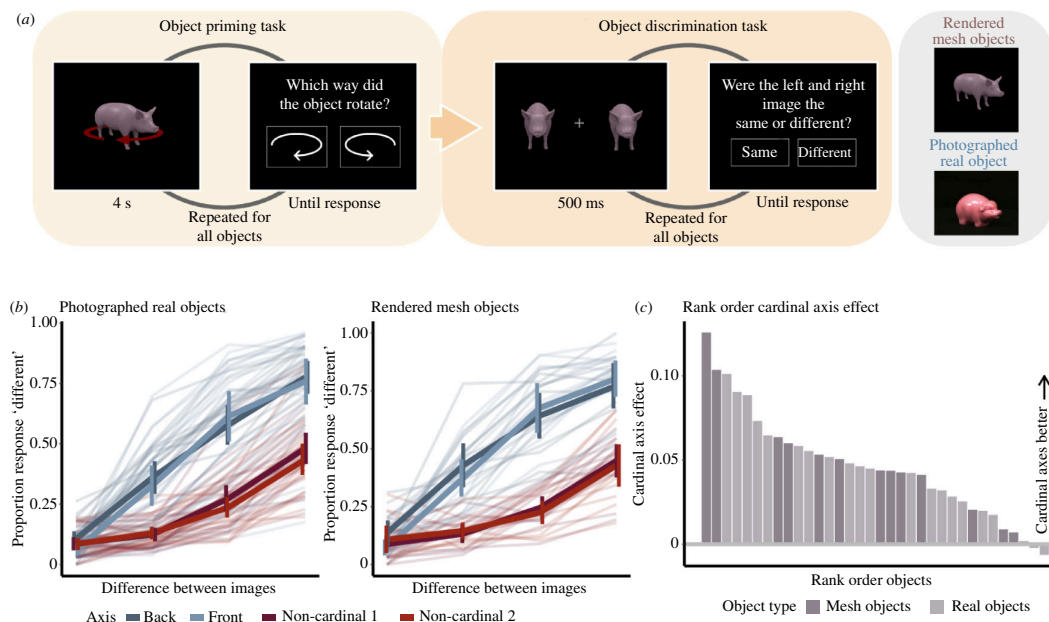 (a)
Object priming task
Which way did
the object rotate?
4 s
Repeated for
all objects
Until response
Object discrimination task
+
Were the left and right
image the
same or different?
Same
Different
500 ms
Repeated for
all objects
Until response
Rendered
mesh objects
Photographed
real object
(b)
Photographed real objects
Proportion response ‘different’
1.00
0.75
0.50
0.25
0
Difference between images
Rendered mesh objects
Proportion response ‘different’
1.00
0.75
0.50
0.25
0
Difference between images
Axis
Back
Front
Non-cardinal 1
Non-cardinal 2
(c)
Rank order cardinal axis effect
Cardinal axis effect
0.10
0.05
0
Cardinal axes better →
Rank order objects
Object type
Mesh objects
Real objects